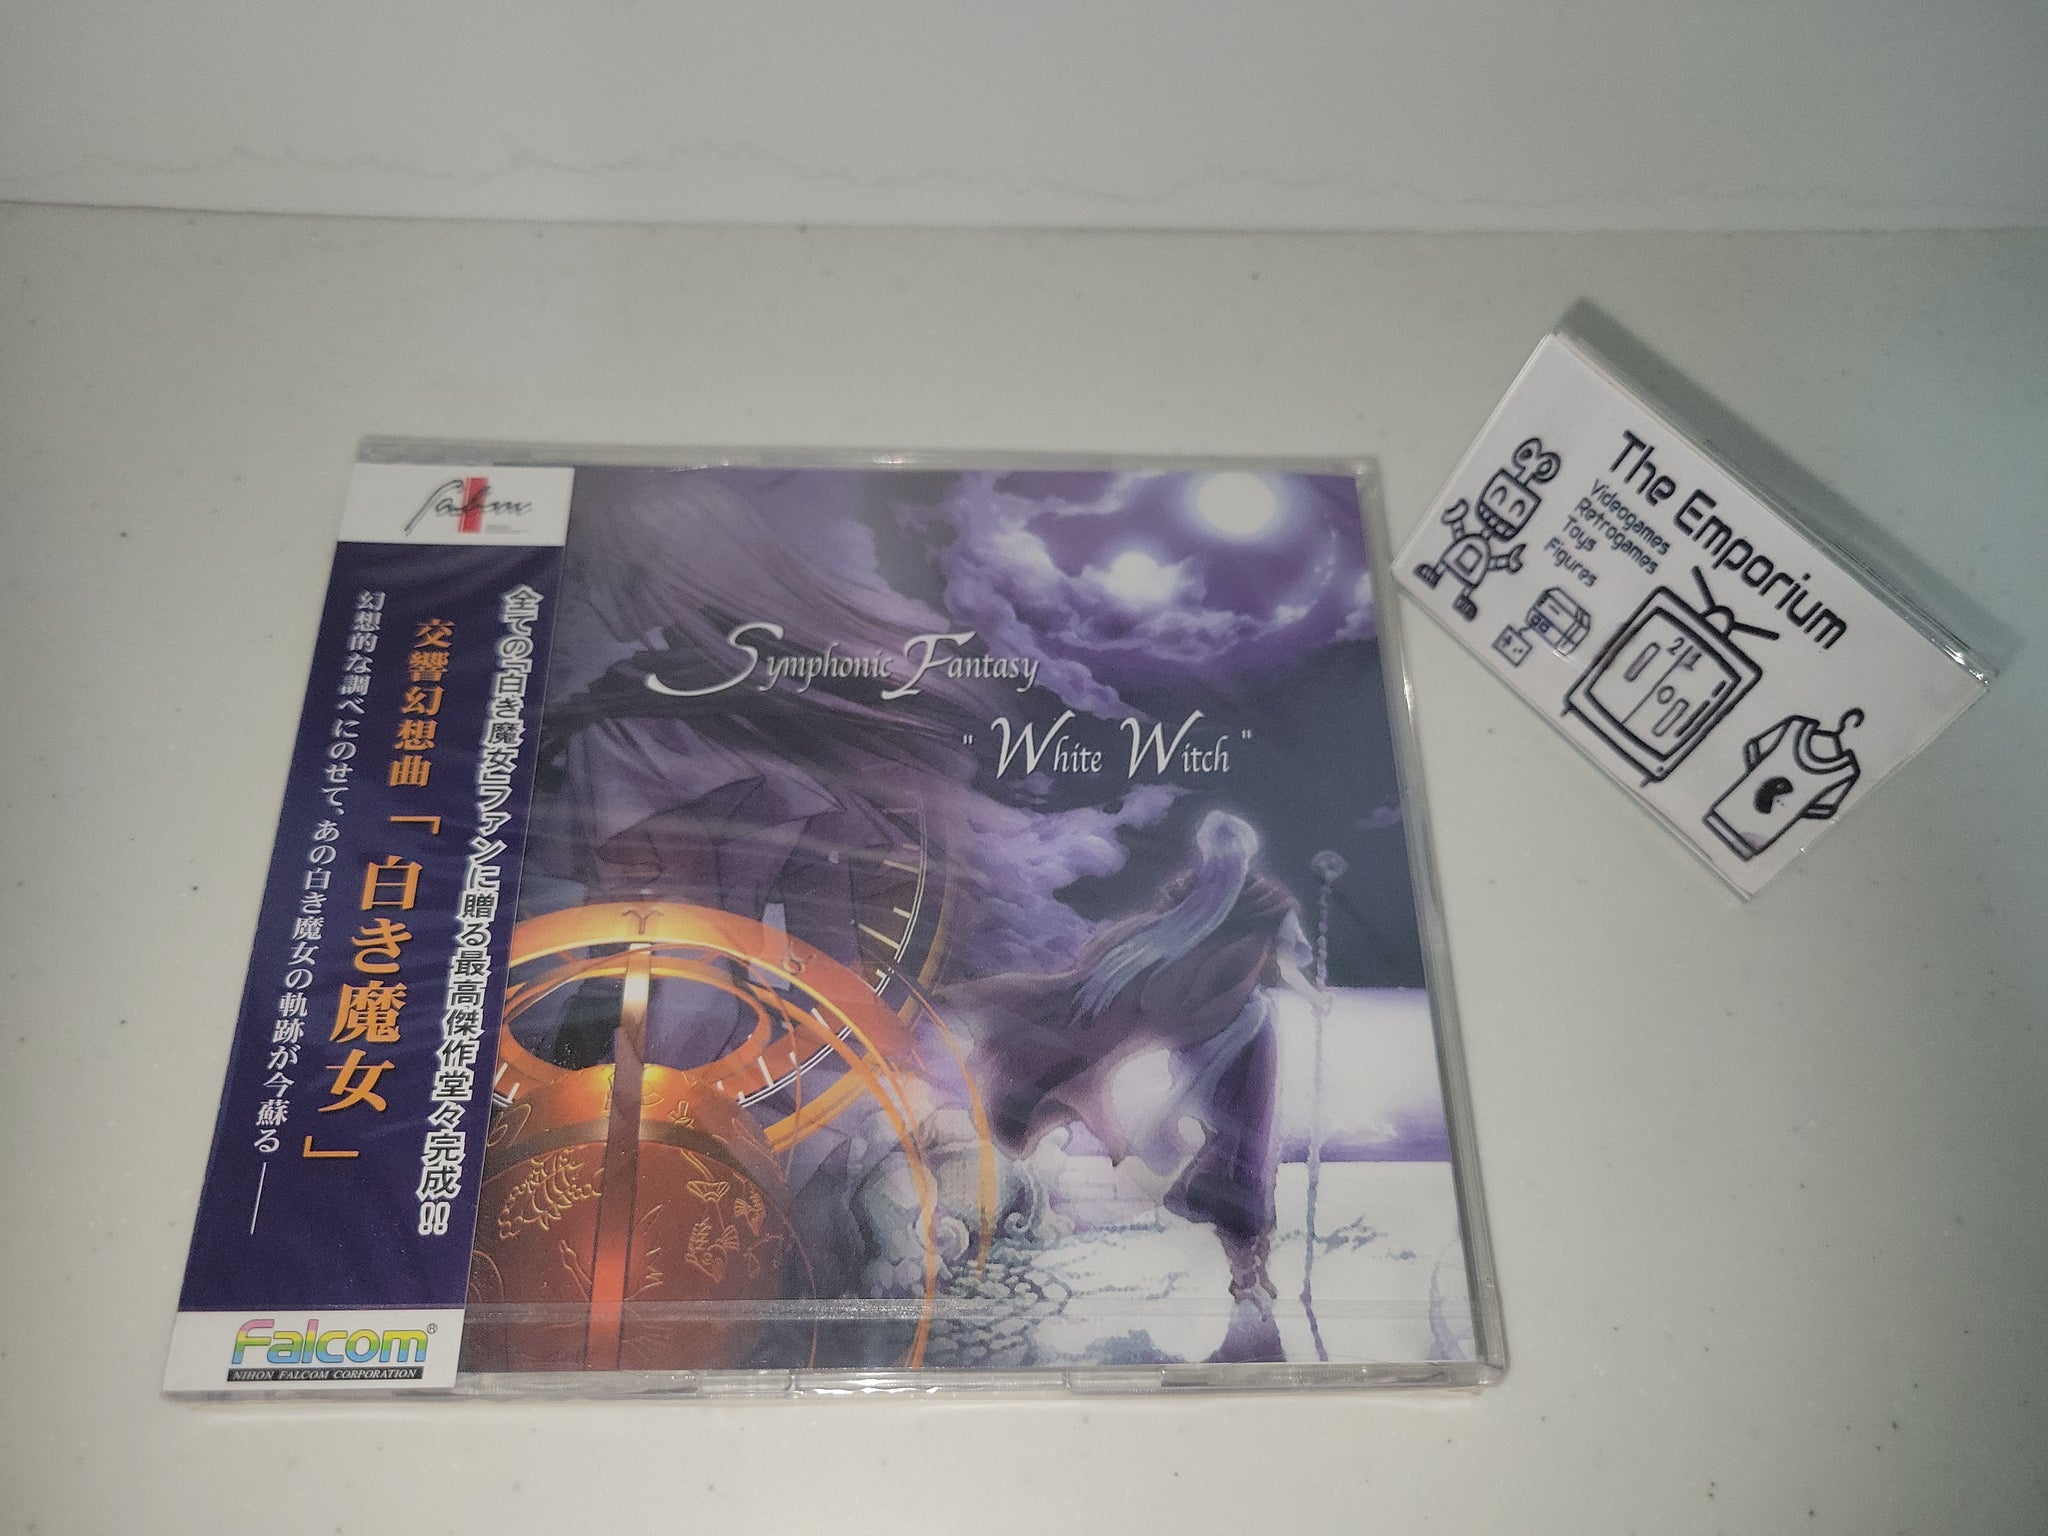 Falcom
全ての「白き魔女」ファンに贈る最高傑作堂々完成!!
交響幻想曲「白き魔女」
幻想的な調べにのせて、あの白き魔女の軌跡が今蘇る──
Falcom®
NIHON FALCOM CORPORATION
Symphonic Fantasy
"White Witch"
The Emporium
Videogames
Retrogames
Toys
Figures
21